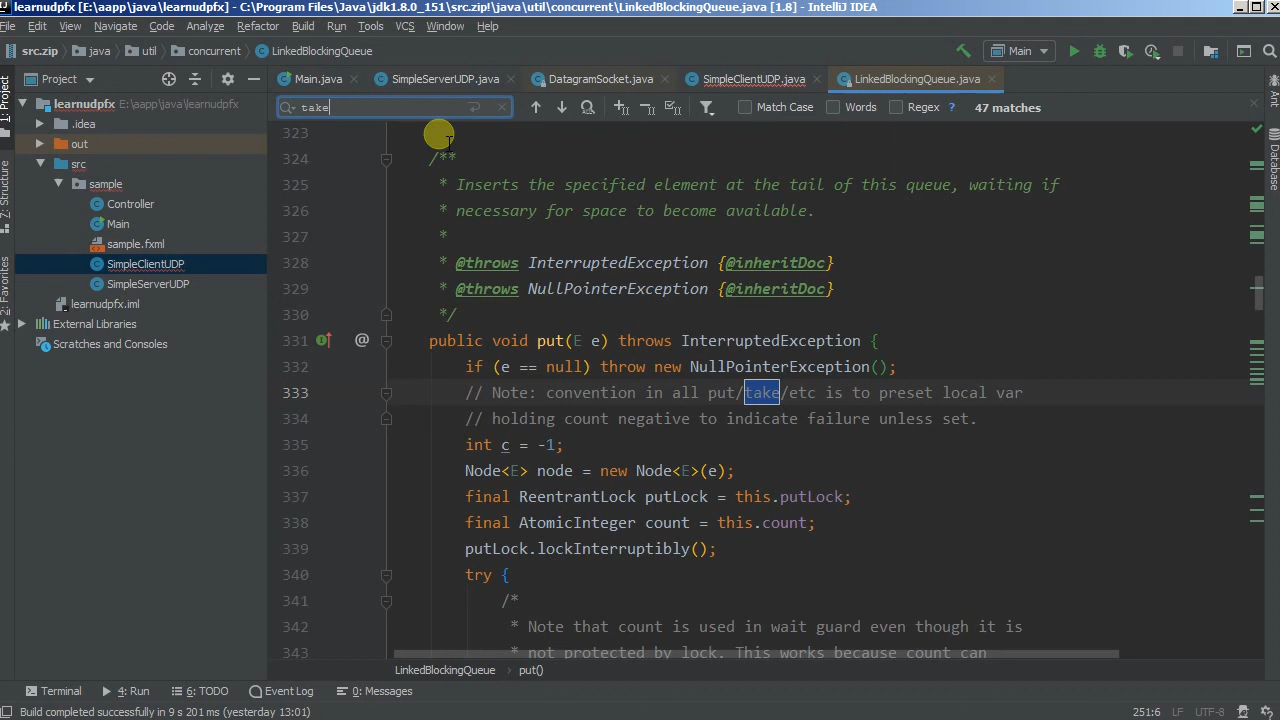 learnudpfx [E:\aapp\java\learnudpfx] - C:\Program Files\Java\jdk1.8.0_151\src.zip!\java\util\concurrent\LinkedBlockingQueue.java [1.8] - IntelliJ IDEA
File Edit View Navigate Code Analyze Refactor Build Run Tools VCS Window Help
src.zip java util concurrent LinkedBlockingQueue Main
Project Main.java SimpleServerUDP.java DatagramSocket.java SimpleClientUDP.java LinkedBlockingQueue.java
take Match Case Words Regex ? 47 matches
learnudpfx E:\aapp\java\learnudpfx
.idea
out
src
sample
Controller
Main
sample.fxml
SimpleClientUDP
SimpleServerUDP
learnudpfx.iml
External Libraries
Scratches and Consoles
1: Project
7: Structure
2: Favorites
Ant
Database
323
324 /**
325 * Inserts the specified element at the tail of this queue, waiting if
326 * necessary for space to become available.
327 *
328 * @throws InterruptedException {@inheritDoc}
329 * @throws NullPointerException {@inheritDoc}
330 */
331 @ public void put(E e) throws InterruptedException {
332 if (e == null) throw new NullPointerException();
333 // Note: convention in all put/take/etc is to preset local var
334 // holding count negative to indicate failure unless set.
335 int c = -1;
336 Node<E> node = new Node<E>(e);
337 final ReentrantLock putLock = this.putLock;
338 final AtomicInteger count = this.count;
339 putLock.lockInterruptibly();
340 try {
341 /*
342 * Note that count is used in wait guard even though it is
343 * not protected by lock. This works because count can
LinkedBlockingQueue › put()
Terminal 4: Run 6: TODO Event Log 0: Messages
Build completed successfully in 9 s 201 ms (yesterday 13:01) 251:6 LF UTF-8